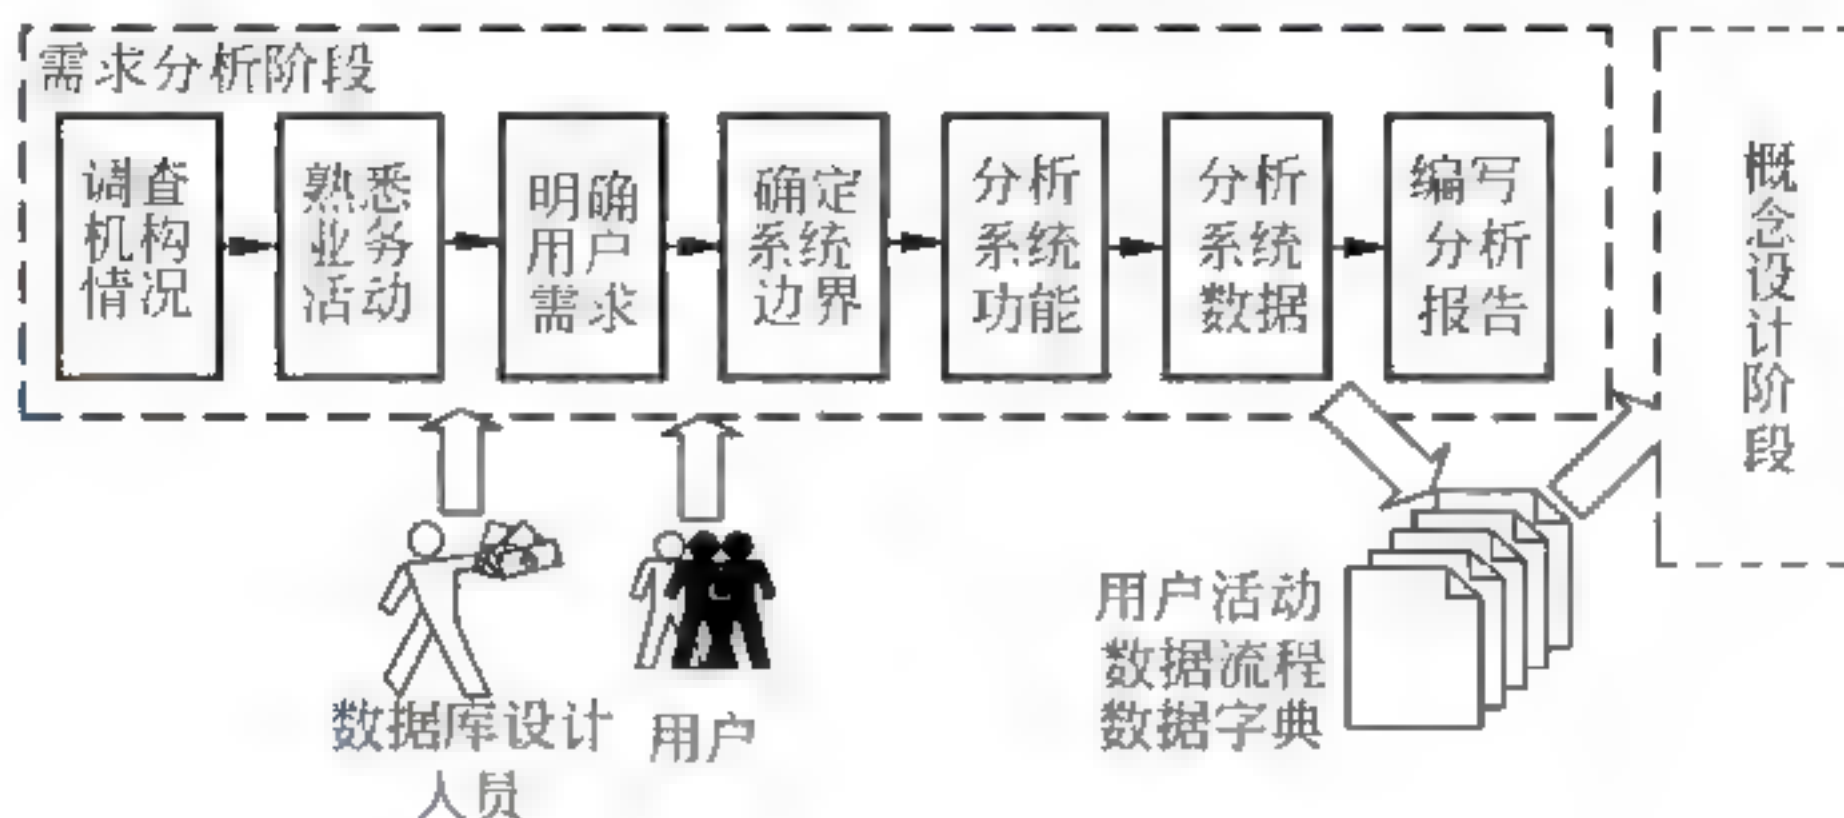 需求分析阶段
调查
机构
情况
熟悉
业务
活动
明确
用户
需求
确定
系统
边界
分析
系统
功能
分析
系统
数据
编写
分析
报告
概念设计阶段
数据库设计
人员
用户
用户活动
数据流程
数据字典